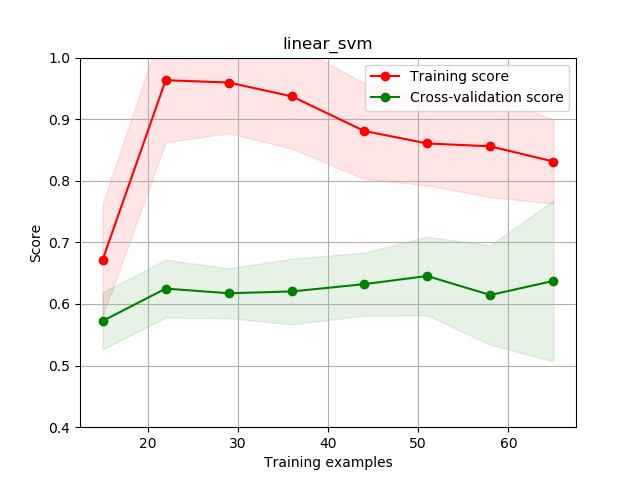 linear_svm
Training score
Cross-validation score
1.0
0.9
0.8
0.7
0.6
0.5
0.4
Score
20 30 40 50 60
Training examples